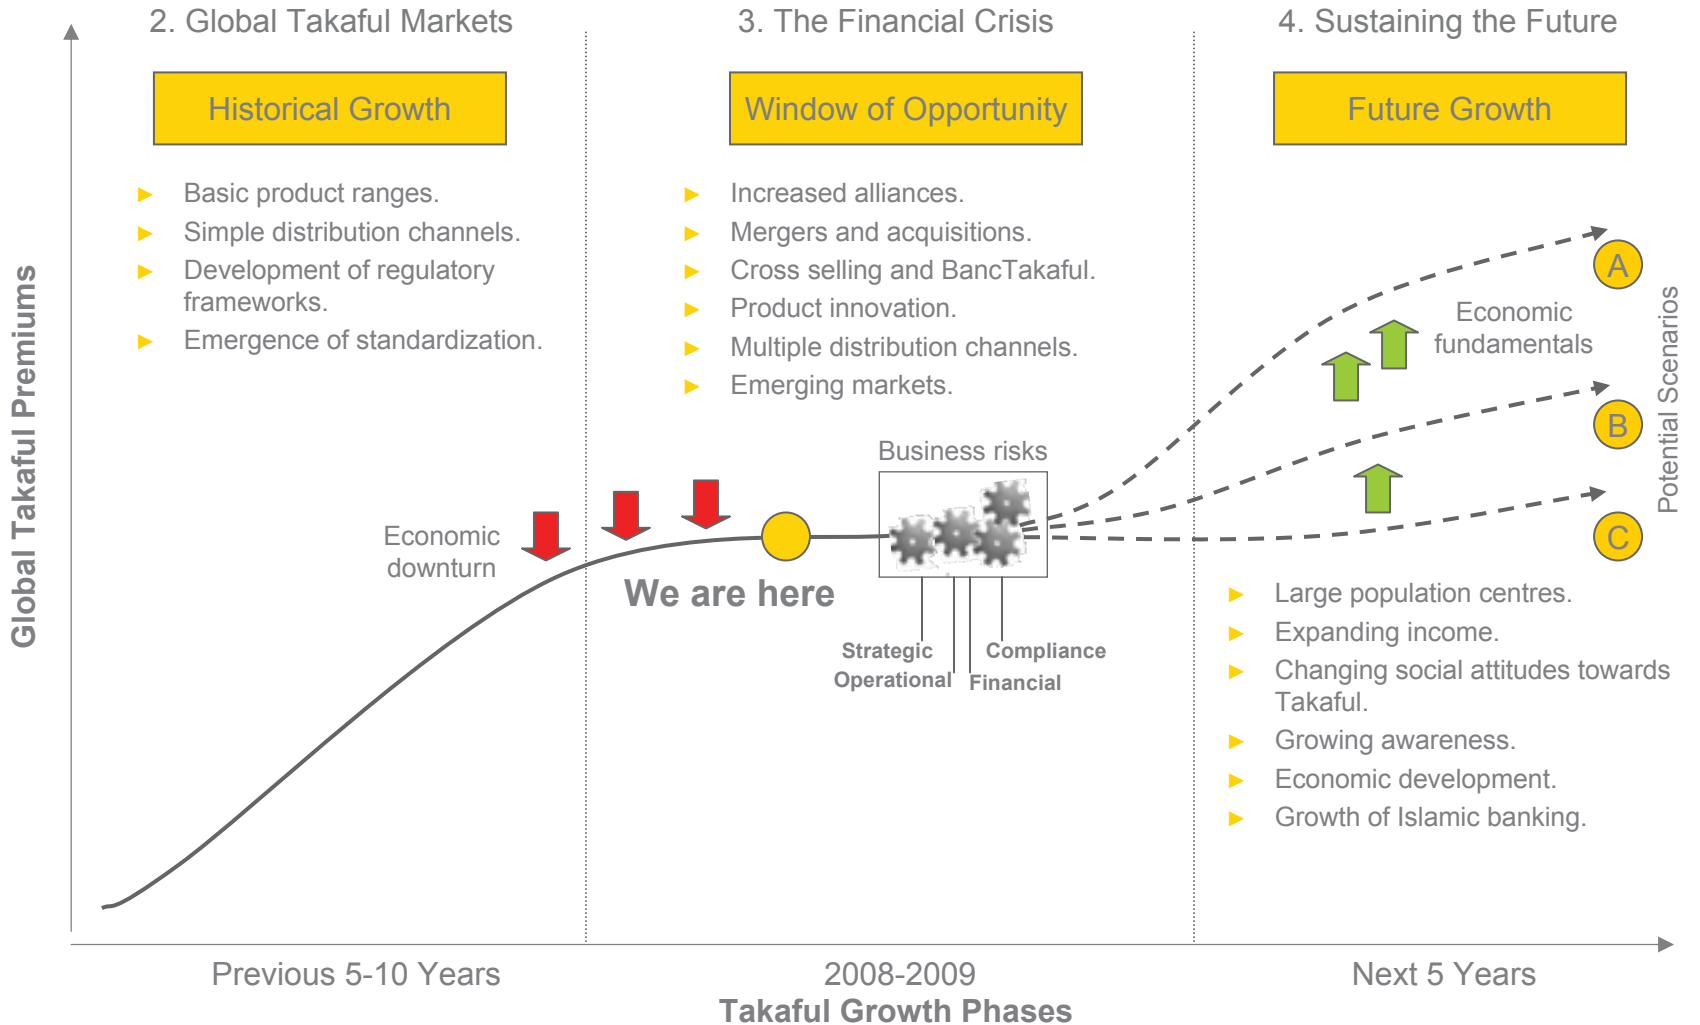 2. Global Takaful Markets
3. The Financial Crisis
4. Sustaining the Future
Historical Growth
Window of Opportunity
Future Growth
Basic product ranges.
Simple distribution channels.
Development of regulatory
frameworks.
Emergence of standardization.
Increased alliances.
Mergers and acquisitions.
Cross selling and BancTakaful.
Product innovation.
Multiple distribution channels.
Emerging markets.
Global Takaful Premiums
Economic
downturn
We are here
Business risks
Strategic
Compliance
Operational
Financial
A
Economic
fundamentals
B
C
Potential Scenarios
Large population centres.
Expanding income.
Changing social attitudes towards
Takaful.
Growing awareness.
Economic development.
Growth of Islamic banking.
Previous 5-10 Years
2008-2009
Next 5 Years
Takaful Growth Phases